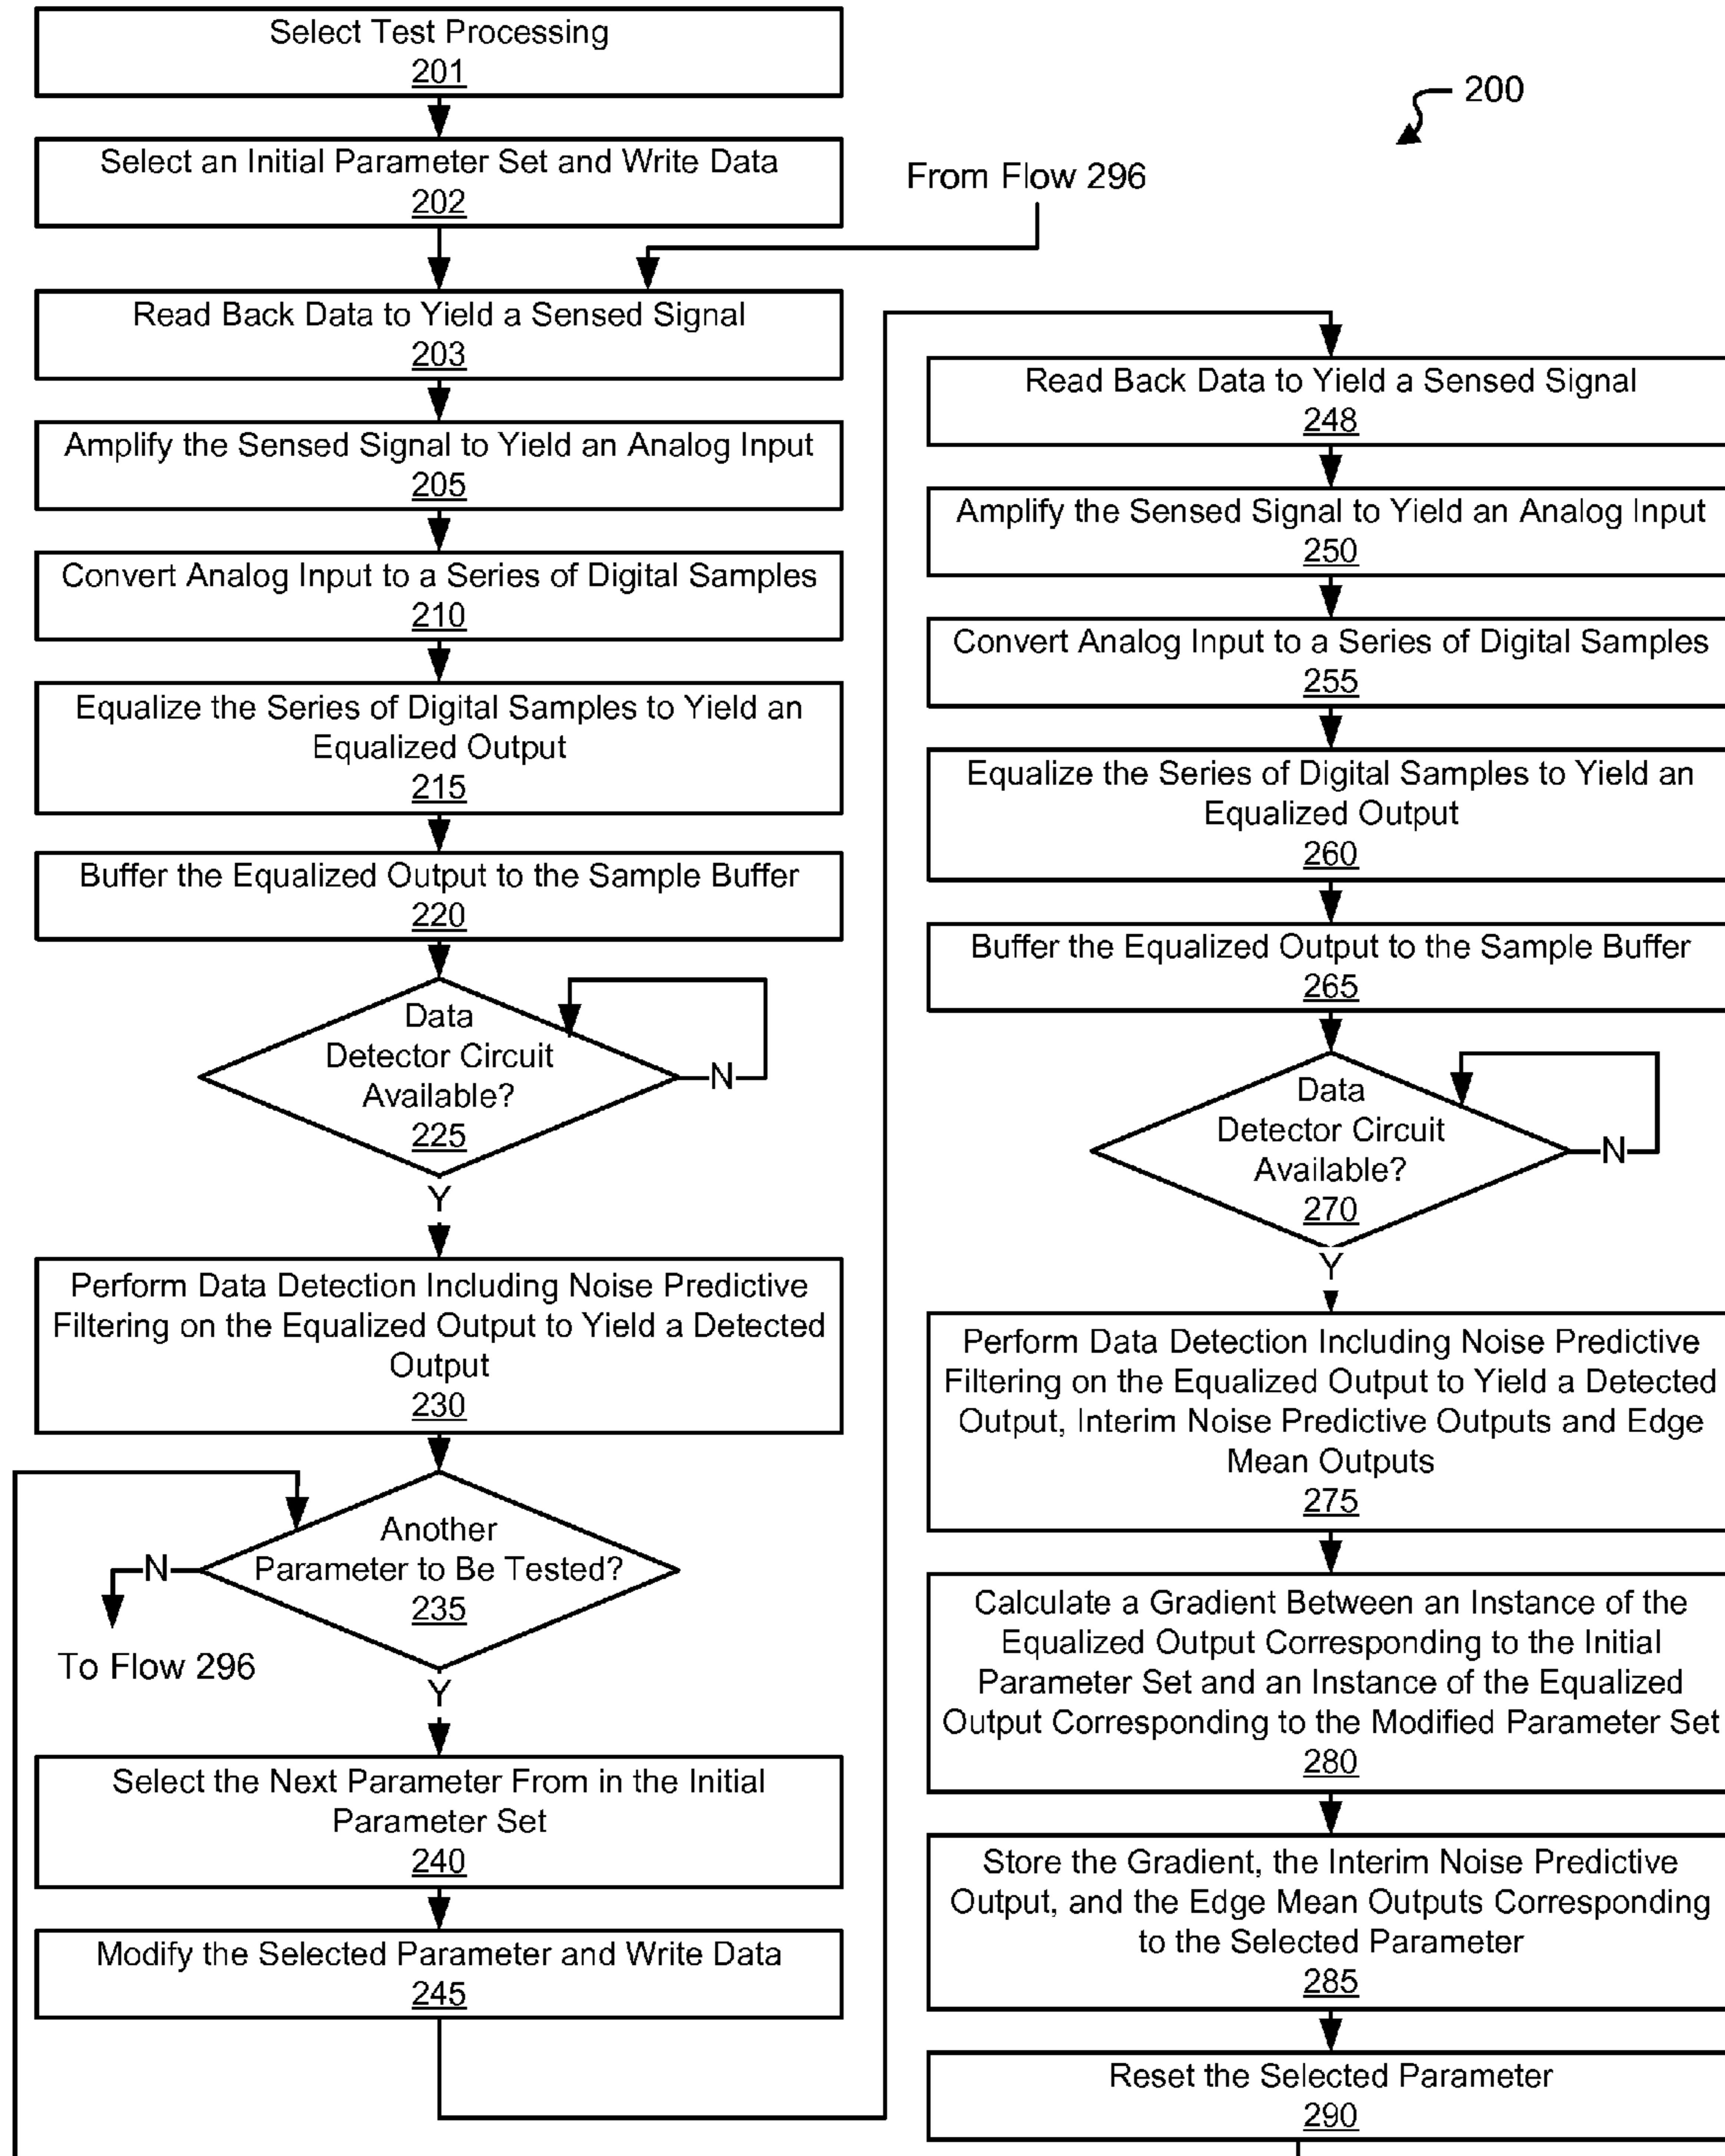 Select Test Processing
201
200
Select an Initial Parameter Set and Write Data
202
From Flow 296
Read Back Data to Yield a Sensed Signal
203
Amplify the Sensed Signal to Yield an Analog Input
205
Convert Analog Input to a Series of Digital Samples
210
Equalize the Series of Digital Samples to Yield an
Equalized Output
215
Buffer the Equalized Output to the Sample Buffer
220
Data
Detector Circuit
Available?
225
N
Y
Perform Data Detection Including Noise Predictive
Filtering on the Equalized Output to Yield a Detected
Output
230
Another
Parameter to Be Tested?
235
N
To Flow 296
Y
Select the Next Parameter From in the Initial
Parameter Set
240
Modify the Selected Parameter and Write Data
245
Read Back Data to Yield a Sensed Signal
248
Amplify the Sensed Signal to Yield an Analog Input
250
Convert Analog Input to a Series of Digital Samples
255
Equalize the Series of Digital Samples to Yield an
Equalized Output
260
Buffer the Equalized Output to the Sample Buffer
265
Data
Detector Circuit
Available?
270
N
Y
Perform Data Detection Including Noise Predictive
Filtering on the Equalized Output to Yield a Detected
Output, Interim Noise Predictive Outputs and Edge
Mean Outputs
275
Calculate a Gradient Between an Instance of the
Equalized Output Corresponding to the Initial
Parameter Set and an Instance of the Equalized
Output Corresponding to the Modified Parameter Set
280
Store the Gradient, the Interim Noise Predictive
Output, and the Edge Mean Outputs Corresponding
to the Selected Parameter
285
Reset the Selected Parameter
290